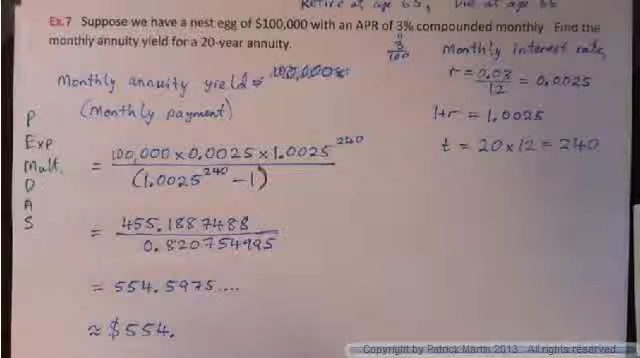 Retire at age 65,
Ex.7 Suppose we have a nest egg of $100,000 with an APR of 3% compounded monthly Find the
monthly annuity yield for a 20-year annuity.
"
3
100
Monthly interest rate,
r = 0.03/12 = 0.0025
1+r = 1.0025
t = 20 x 12 = 240
Monthly annuity yield =
(Monthly payment)
P
Exp
Mult.
D
A
S
= 100,000 x 0.0025 x 1.0025^240 / (1.0025^240 - 1)
= 455.1887488 / 0.820754995
= 554.5975....
≈ $554.
Copyright by Patrick Martin 2013 All rights reserved